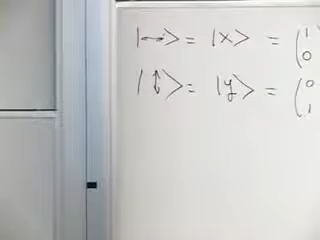 |↔> = |x> = (1 0
|↕> = |y> = (0 1